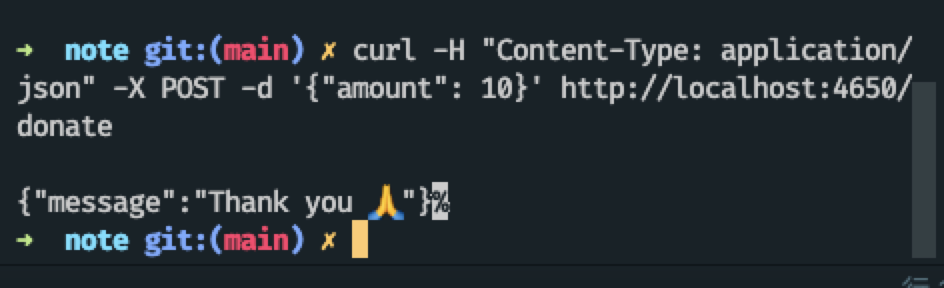 ➜  note git:(main) ✗ curl -H "Content-Type: application/
json" -X POST -d '{"amount": 10}' http://localhost:4650/
donate
{"message":"Thank you 🙏"}%
➜  note git:(main) ✗
行